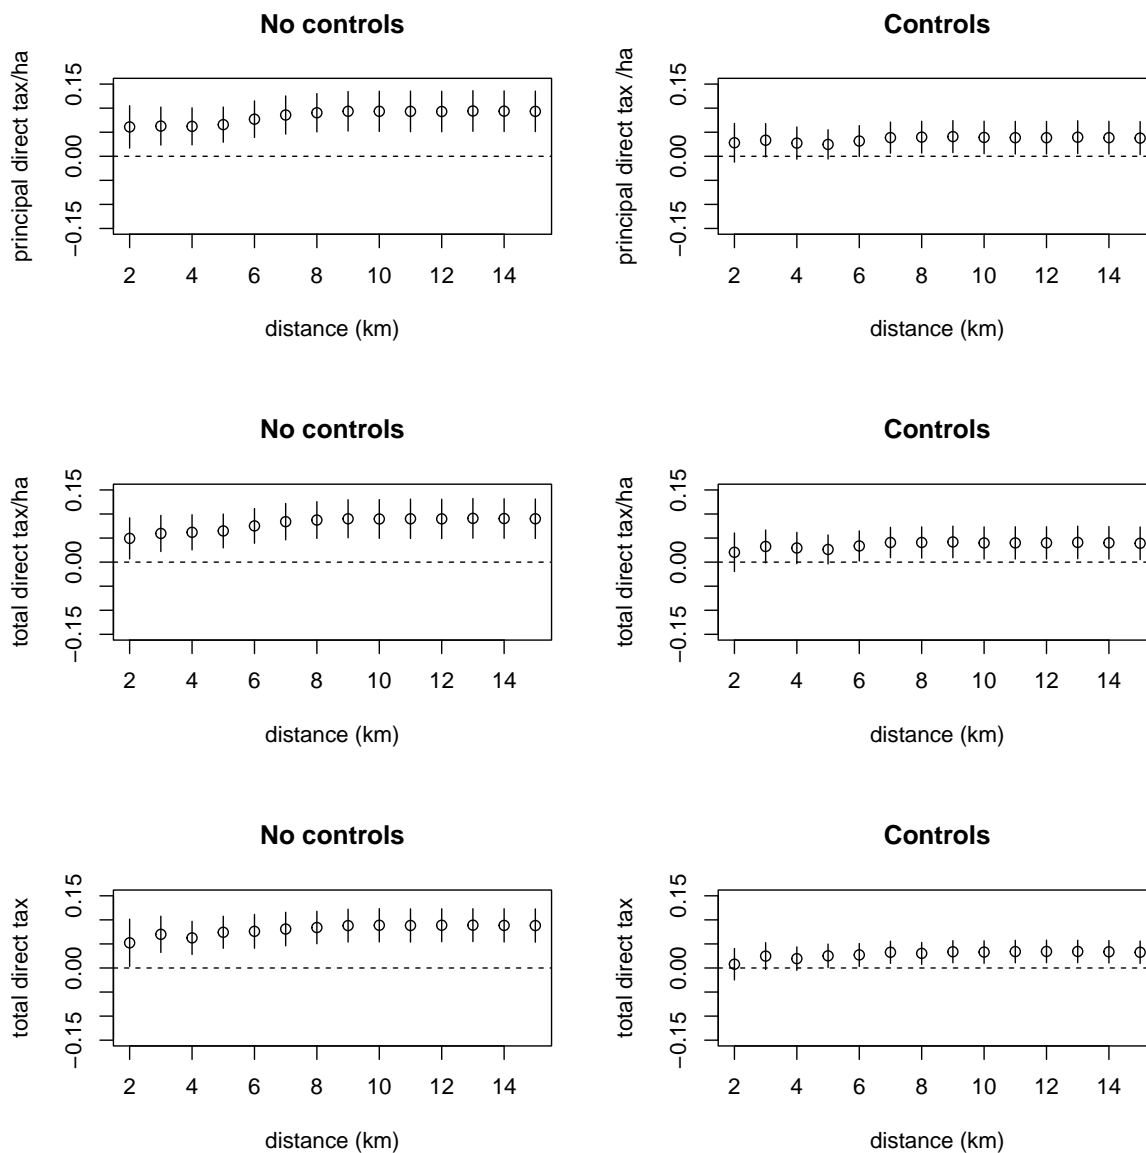 No controls
principal direct tax/ha
0.15
0.00
−0.15
2 4 6 8 10 12 14
distance (km)
Controls
principal direct tax /ha
0.15
0.00
−0.15
2 4 6 8 10 12 14
distance (km)
No controls
total direct tax/ha
0.15
0.00
−0.15
2 4 6 8 10 12 14
distance (km)
Controls
total direct tax/ha
0.15
0.00
−0.15
2 4 6 8 10 12 14
distance (km)
No controls
total direct tax
0.15
0.00
−0.15
2 4 6 8 10 12 14
distance (km)
Controls
total direct tax
0.15
0.00
−0.15
2 4 6 8 10 12 14
distance (km)